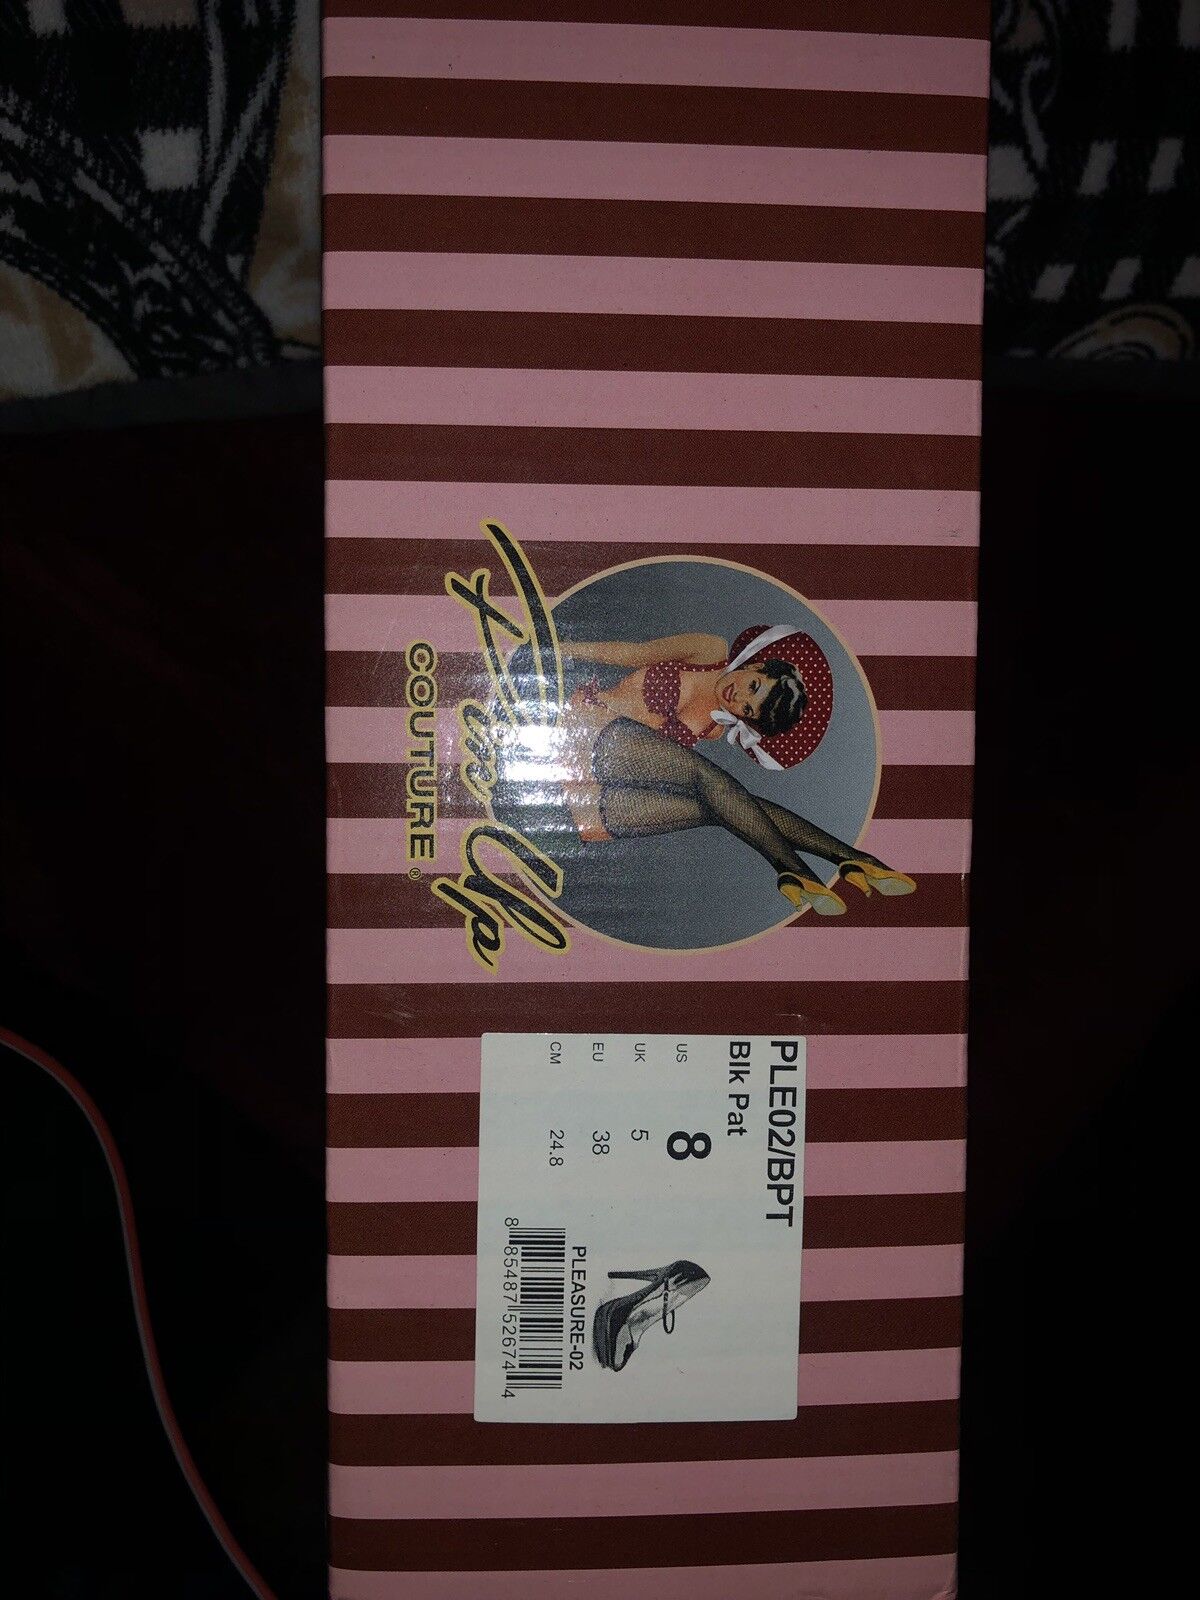 Pin Up
COUTURE ®
PLE02/BPT
Blk Pat
US 8
UK 5
EU 38
CM 24.8
PLEASURE-02
8 85487 52674 4